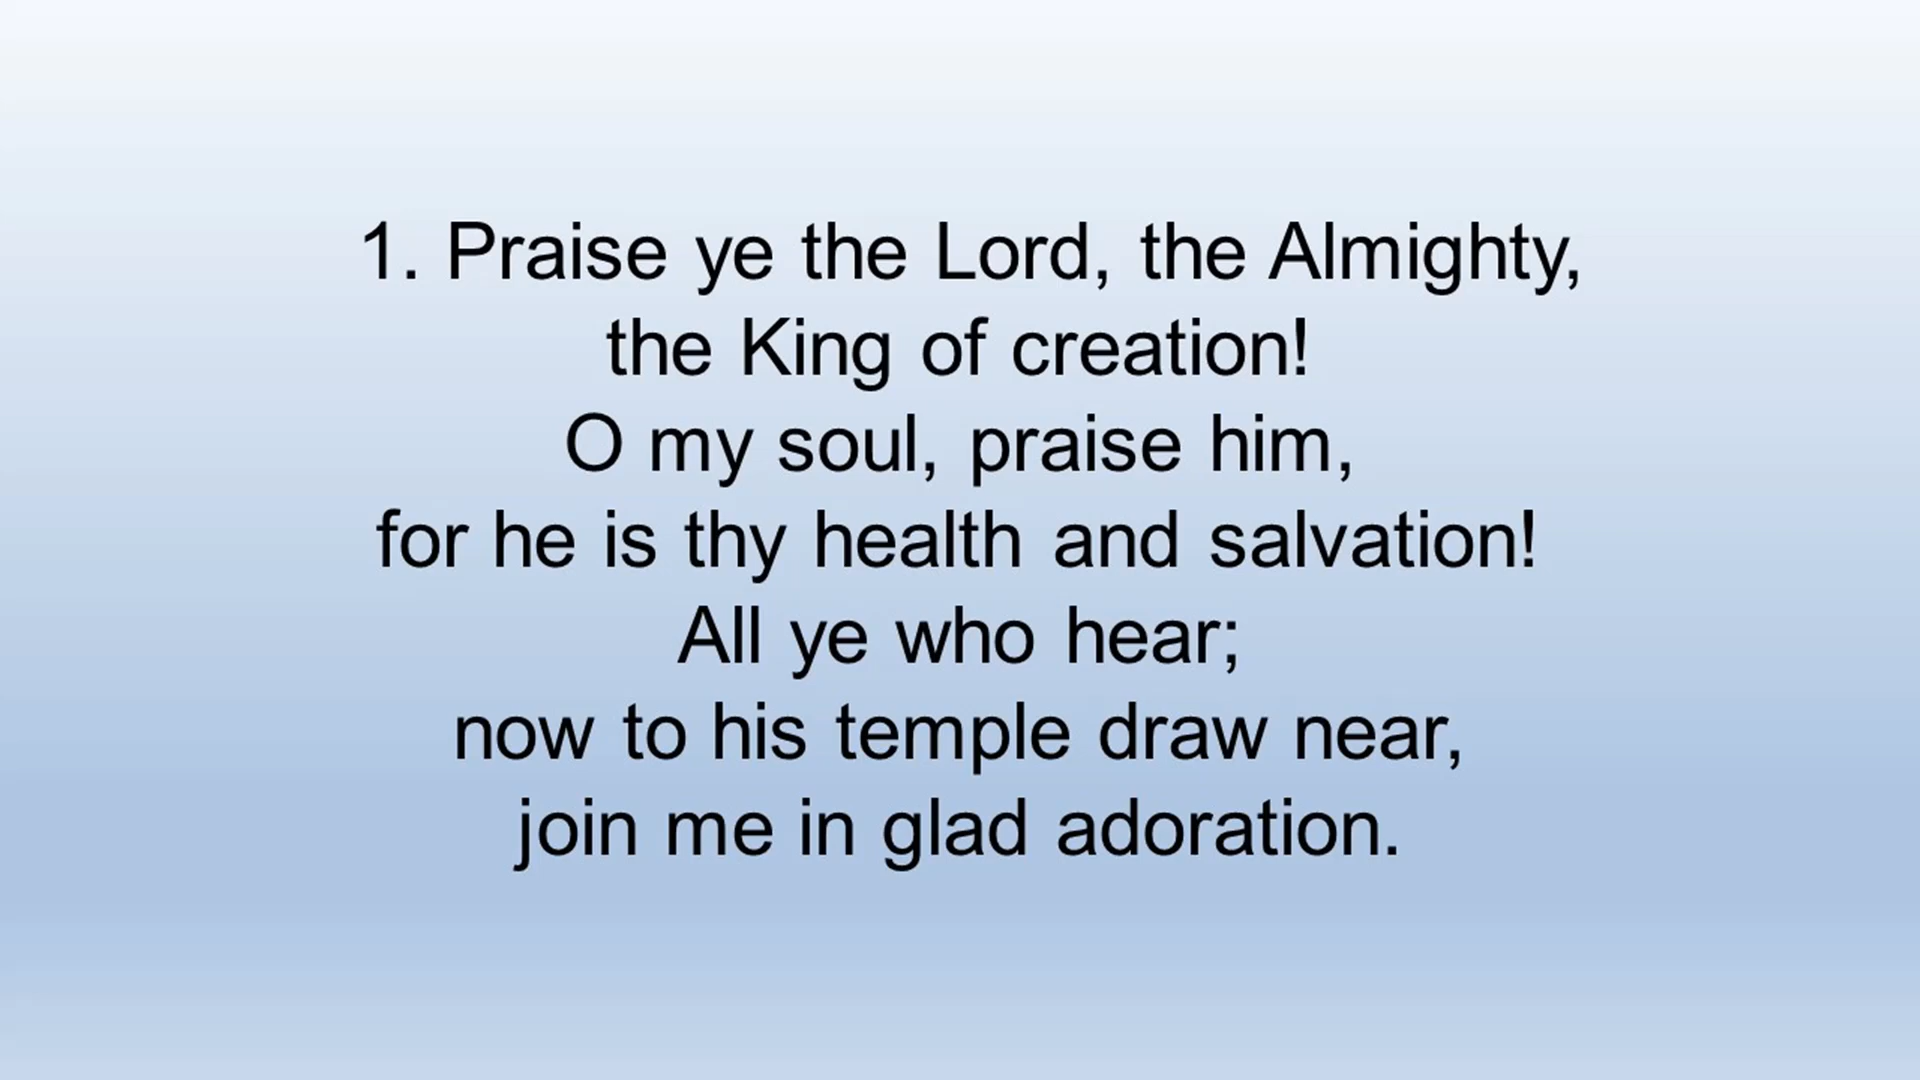 1. Praise ye the Lord, the Almighty,
the King of creation!
O my soul, praise him,
for he is thy health and salvation!
All ye who hear;
now to his temple draw near,
join me in glad adoration.